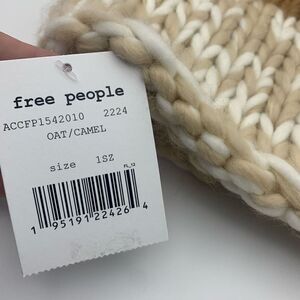 free people
ACCFP1542010 2224
OAT/CAMEL
size 1SZ
1 95191 22426 4